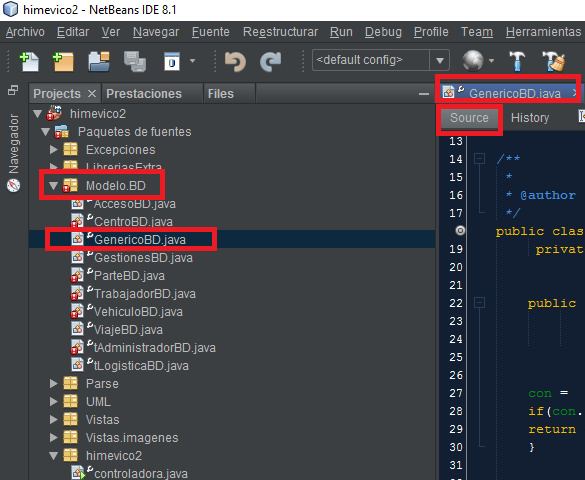 himevico2 - NetBeans IDE 8.1
Archivo Editar Ver Navegar Fuente Reestructurar Run Debug Profile Team Herramientas
<default config>
Projects × Prestaciones Files
GenericoBD.java
Source History
Navegador
himevico2
Paquetes de fuentes
Excepciones
LibreriasExtra
Modelo.BD
AccesoBD.java
CentroBD.java
GenericoBD.java
GestionesBD.java
ParteBD.java
TrabajadorBD.java
VehiculoBD.java
ViajeBD.java
tAdministradorBD.java
tLogisticaBD.java
Parse
UML
Vistas
Vistas.imagenes
himevico2
controladora.java
13
14 /**
15 *
16 * @author
17 */
public clas
19 privat
20
21
22 public
23
24
25
26
27 con =
28 if(con.
29 return
30 }
31